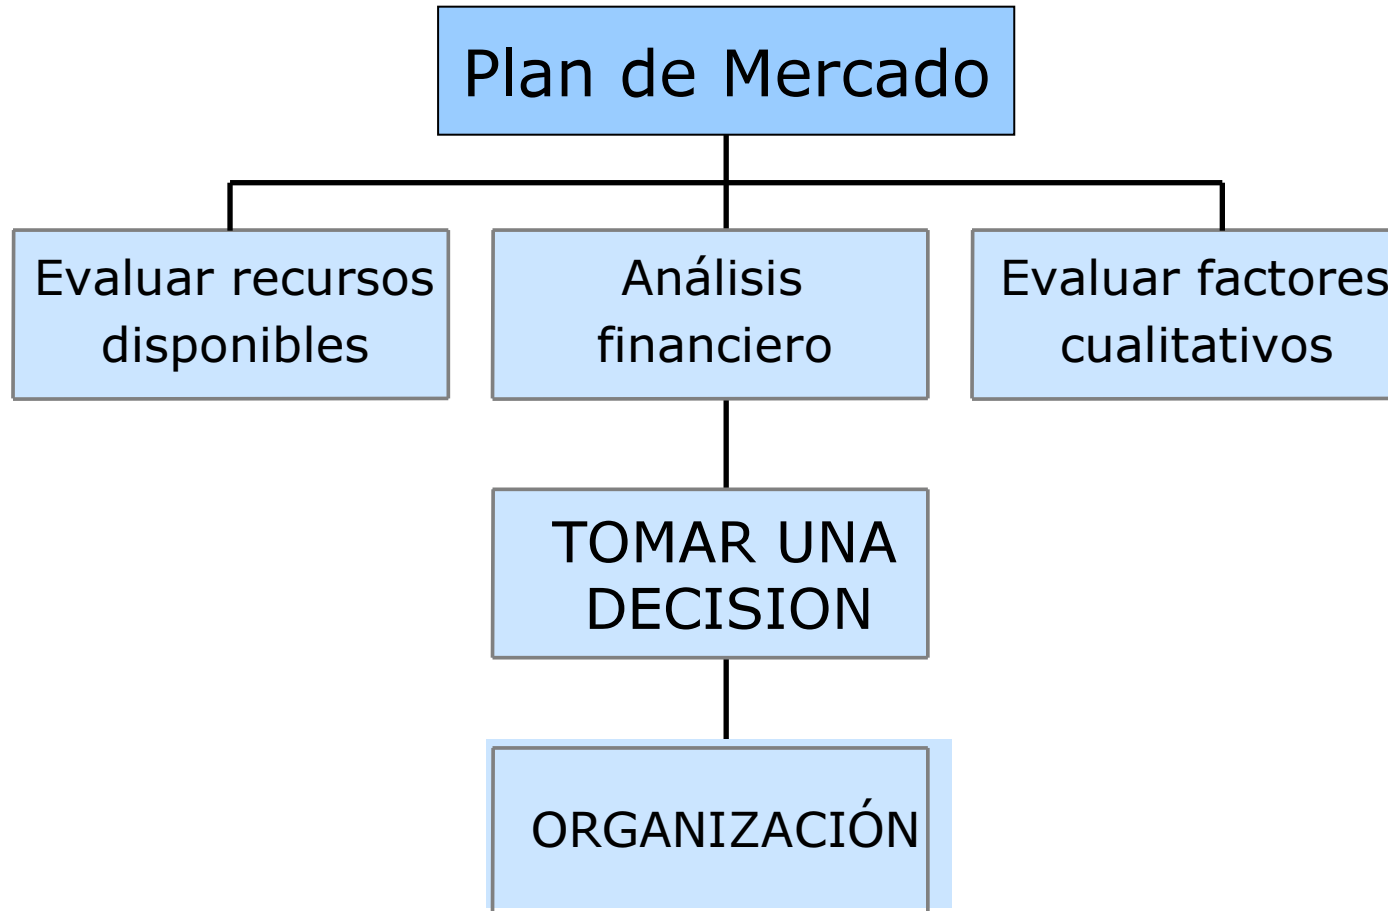 Plan de Mercado
Evaluar recursos
disponibles
Análisis
financiero
Evaluar factores
cualitativos
TOMAR UNA
DECISION
ORGANIZACIÓN